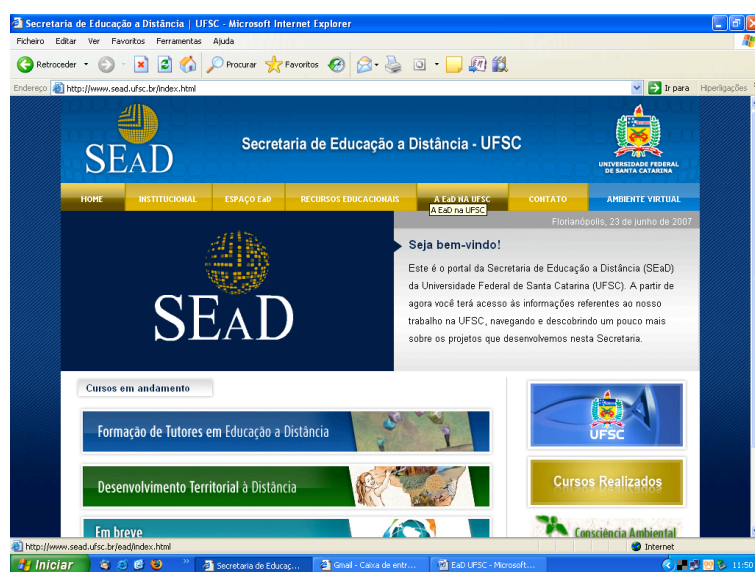 Secretaria de Educação a Distância | UFSC - Microsoft Internet Explorer
Ficheiro Editar Ver Favoritos Ferramentas Ajuda
Retroceder Procurar Favoritos
Endereço http://www.sead.ufsc.br/index.html Ir para Hiperligações
SEAD
Secretaria de Educação a Distância - UFSC
UNIVERSIDADE FEDERAL
DE SANTA CATARINA
HOME INSTITUCIONAL ESPAÇO EaD RECURSOS EDUCACIONAIS A EaD NA UFSC CONTATO AMBIENTE VIRTUAL
A EaD na UFSC
Florianópolis, 23 de junho de 2007
SEAD
Seja bem-vindo!
Este é o portal da Secretaria de Educação a Distância (SEaD)
da Universidade Federal de Santa Catarina (UFSC). A partir de
agora você terá acesso às informações referentes ao nosso
trabalho na UFSC, navegando e descobrindo um pouco mais
sobre os projetos que desenvolvemos nesta Secretaria.
Cursos em andamento
Formação de Tutores em Educação a Distância
UFSC
Desenvolvimento Territorial à Distância
Cursos Realizados
Em breve
Consciência Ambiental
http://www.sead.ufsc.br/ead/index.html Internet
Iniciar Secretaria de Educaç... Gmail - Caixa de entr... EaD UFSC - Microsoft... 11:50